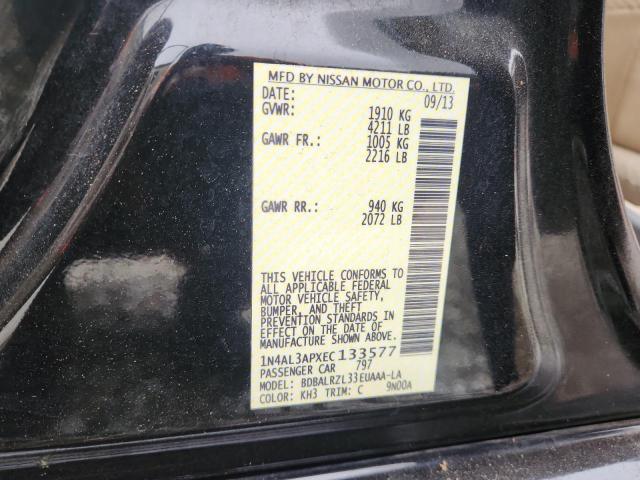 MFD BY NISSAN MOTOR CO., LTD.
DATE: 09/13
GVWR: 1910 KG
4211 LB
GAWR FR.: 1005 KG
2216 LB
GAWR RR.: 940 KG
2072 LB
THIS VEHICLE CONFORMS TO
ALL APPLICABLE FEDERAL
MOTOR VEHICLE SAFETY,
BUMPER, AND THEFT
PREVENTION STANDARDS IN
EFFECT ON THE DATE OF
MANUFACTURE SHOWN ABOVE.
1N4AL3APXEC 133577
PASSENGER CAR 797
MODEL: BDBALRZL33EUAAA-LA
COLOR: KH3 TRIM: C 9N00A